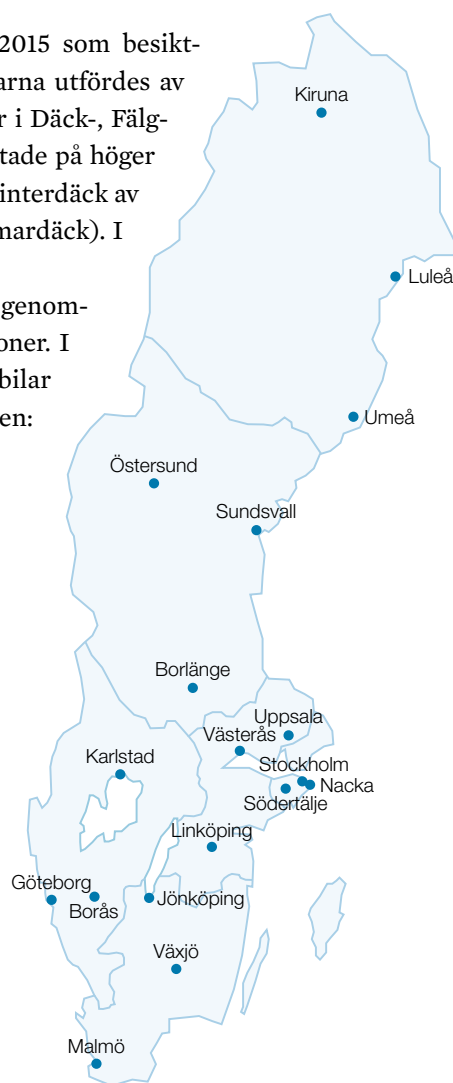 2015 som besikt-
arna utfördes av
r i Däck-, Fälg-
tade på höger
interdäck av
mardäck). I
genom-
oner. I
bilar
en:
Kiruna
Luleå
Umeå
Östersund
Sundsvall
Borlänge
Uppsala
Västerås
Karlstad
Stockholm
Nacka
Södertälje
Linköping
Göteborg
Borås
Jönköping
Växjö
Malmö